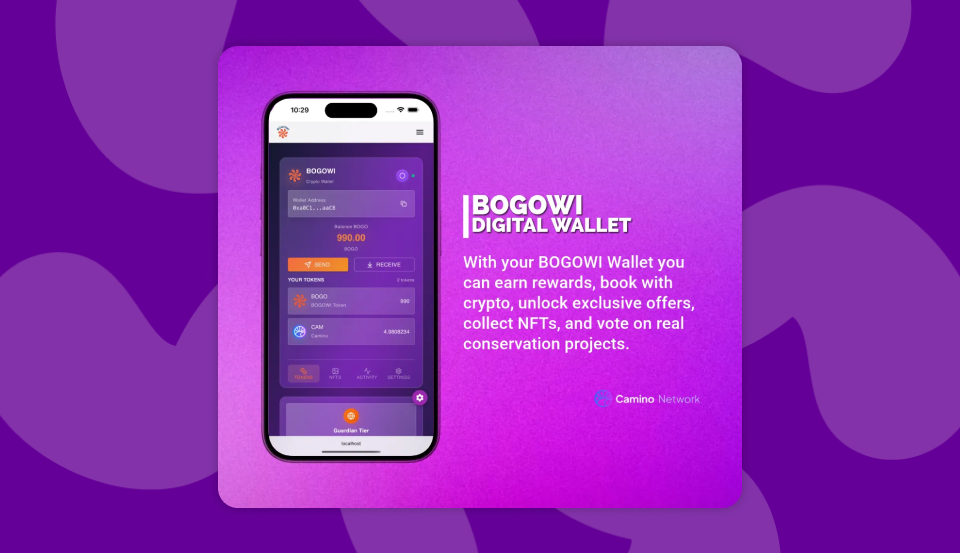 10:29
BOGOWI
Crypto Wallet
Wallet Address
0xa0C1...aaC8
Balance BOGO
990.00
BOGO
SEND
RECEIVE
YOUR TOKENS
0 tokens
BOGO
BOGOWI Token
990
CAM
Camino
4.9808234
TOKENS
NFTS
ACTIVITY
SETTINGS
Guardian Tier
localhost
BOGOWI
DIGITAL WALLET
With your BOGOWI Wallet you
can earn rewards, book with
crypto, unlock exclusive offers,
collect NFTs, and vote on real
conservation projects.
Camino Network